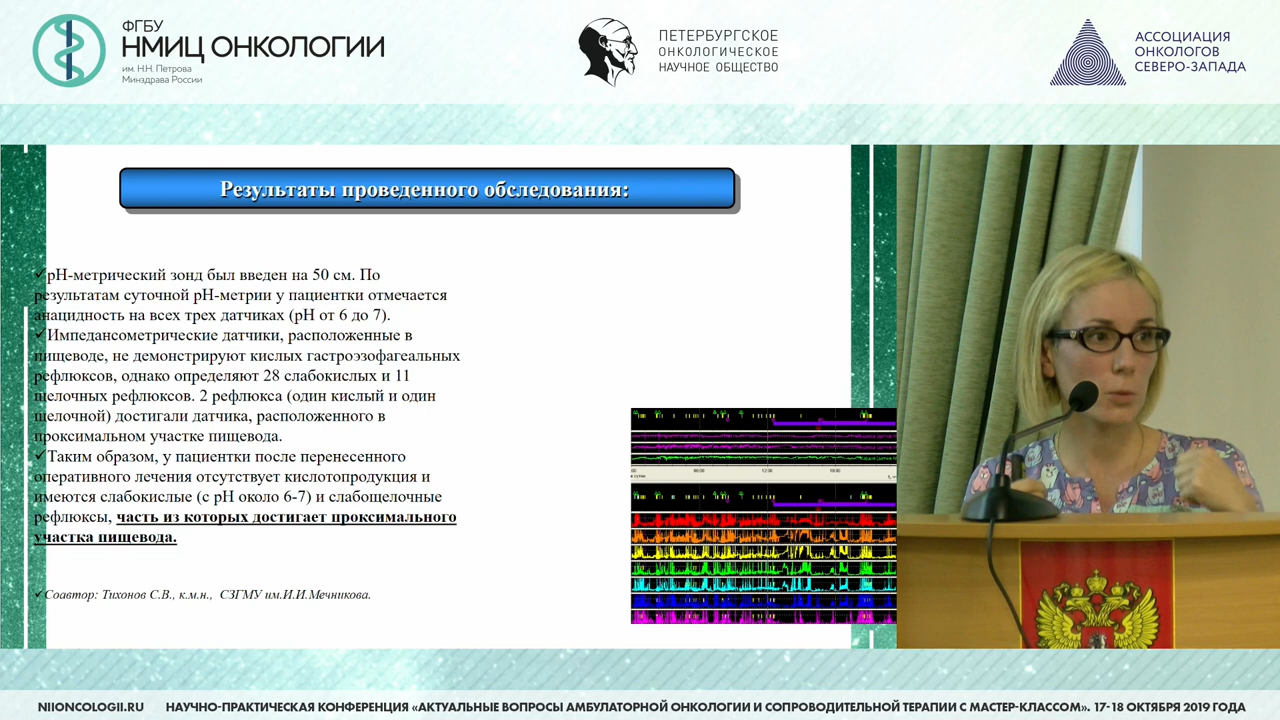 ФГБУ
НМИЦ ОНКОЛОГИИ
им. Н.Н. Петрова
Минздрава России
ПЕТЕРБУРГСКОЕ
ОНКОЛОГИЧЕСКОЕ
НАУЧНОЕ ОБЩЕСТВО
АССОЦИАЦИЯ
ОНКОЛОГОВ
СЕВЕРО-ЗАПАДА
Результаты проведенного обследования:
✓рН-метрический зонд был введен на 50 см. По
результатам суточной рН-метрии у пациентки отмечается
анацидность на всех трех датчиках (рН от 6 до 7).
✓Импедансометрические датчики, расположенные в
пищеводе, не демонстрируют кислых гастроэзофагеальных
рефлюксов, однако определяют 28 слабокислых и 11
щелочных рефлюксов. 2 рефлюкса (один кислый и один
щелочной) достигали датчика, расположенного в
проксимальном участке пищевода.
Таким образом, у пациентки после перенесенного
оперативного лечения отсутствует кислотопродукция и
имеются слабокислые (с рН около 6-7) и слабощелочные
рефлюксы, часть из которых достигает проксимального
участка пищевода.
Тихонов С.В., к.м.н., СЗГМУ им.И.И.Мечникова.
NIIONCOLOGII.RU НАУЧНО-ПРАКТИЧЕСКАЯ КОНФЕРЕНЦИЯ «АКТУАЛЬНЫЕ ВОПРОСЫ АМБУЛАТОРНОЙ ОНКОЛОГИИ И СОПРОВОДИТЕЛЬНОЙ ТЕРАПИИ С МАСТЕР-КЛАССОМ». 17-18 ОКТЯБРЯ 2019 ГОДА